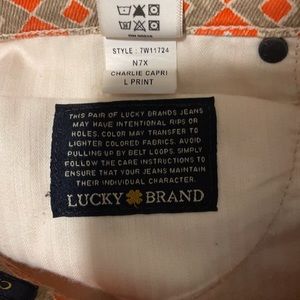 STYLE : 7W11724
N7X
CHARLIE CAPRI
L PRINT
THIS PAIR OF LUCKY BRANDS JEANS
MAY HAVE INTENTIONAL RIPS OR
HOLES. COLOR MAY TRANSFER TO
LIGHTER COLORED FABRICS. AVOID
PULLING UP BY BELT LOOPS. SIMPLY
FOLLOW THE CARE INSTRUCTIONS TO
ENSURE THAT YOUR JEANS MAINTAIN
THEIR INDIVIDUAL CHARACTER.
LUCKY BRAND